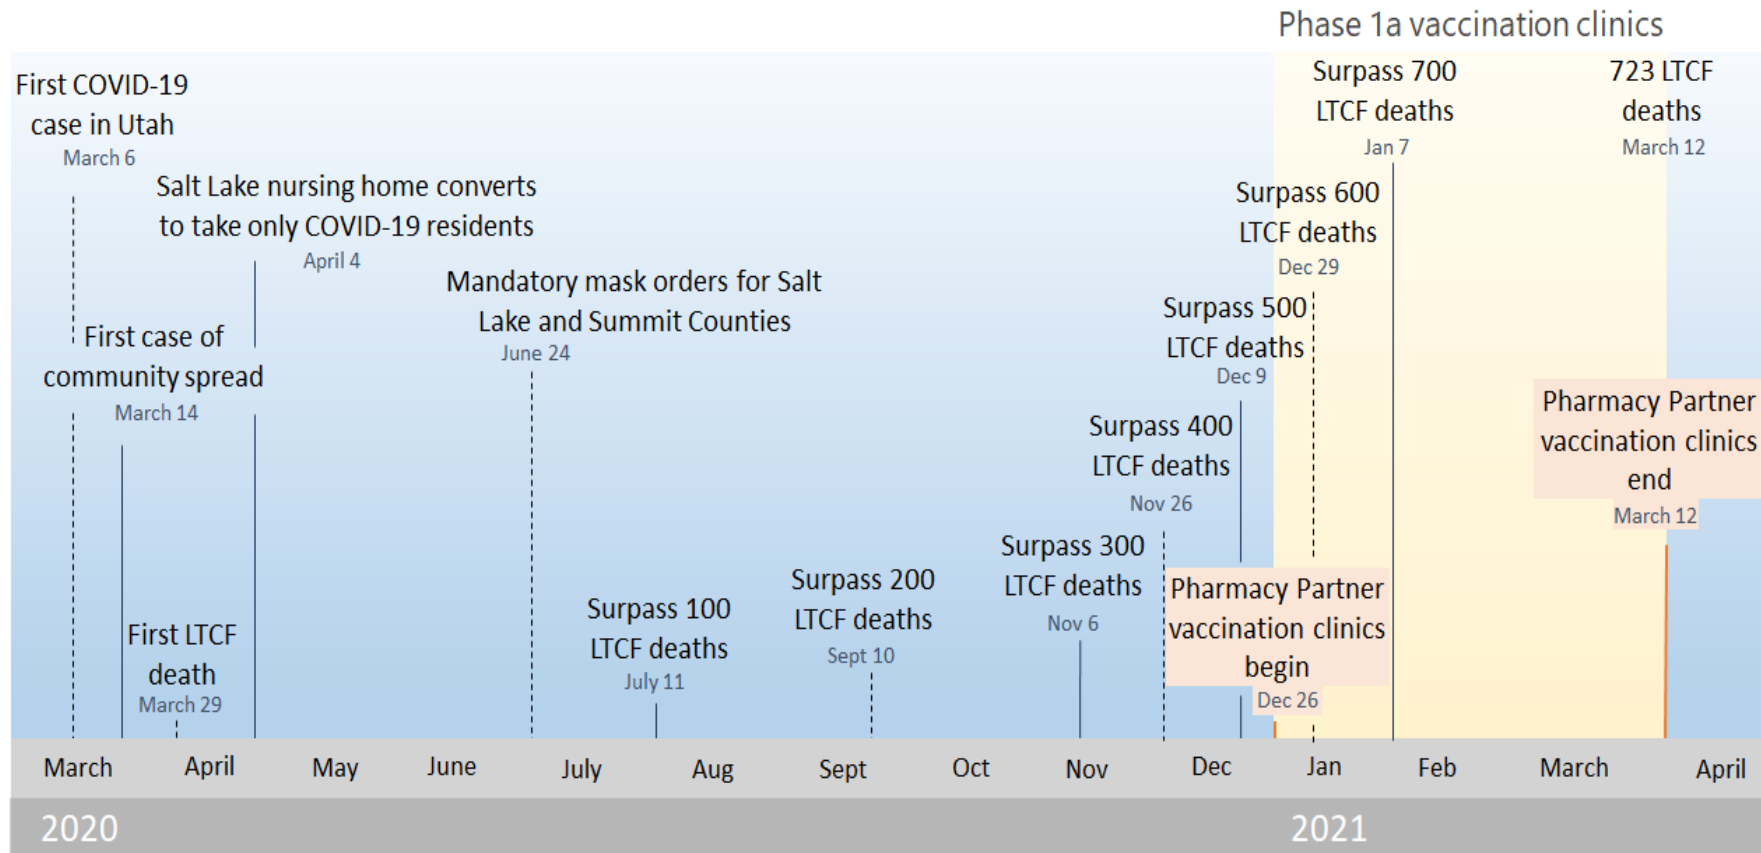 Phase 1a vaccination clinics
First COVID-19
case in Utah
March 6
Salt Lake nursing home converts
to take only COVID-19 residents
April 4
First case of
community spread
March 14
First LTCF
death
March 29
Mandatory mask orders for Salt
Lake and Summit Counties
June 24
Surpass 100
LTCF deaths
July 11
Surpass 200
LTCF deaths
Sept 10
Surpass 300
LTCF deaths
Nov 6
Surpass 400
LTCF deaths
Nov 26
Surpass 500
LTCF deaths
Dec 9
Pharmacy Partner
vaccination clinics
begin
Dec 26
Surpass 600
LTCF deaths
Dec 29
Surpass 700
LTCF deaths
Jan 7
723 LTCF
deaths
March 12
Pharmacy Partner
vaccination clinics
end
March 12
March April May June July Aug Sept Oct Nov Dec Jan Feb March April
2020 2021